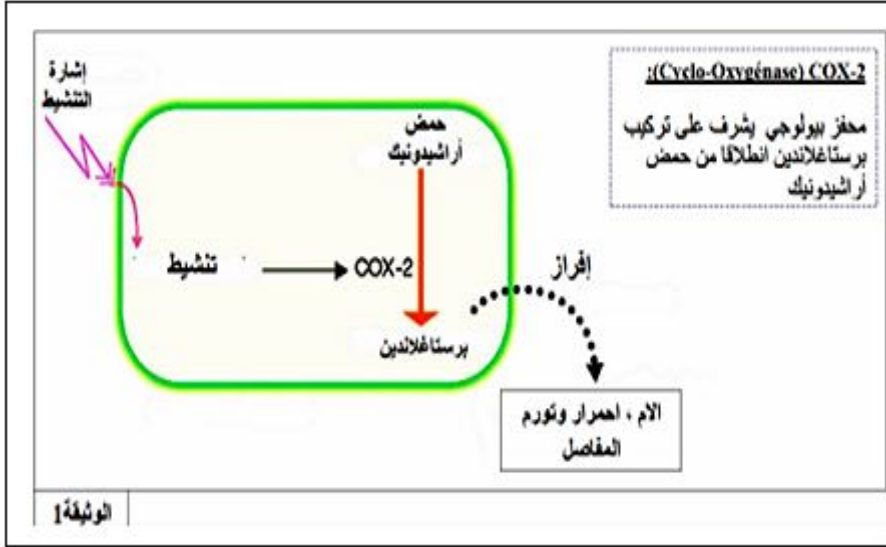 إشارة
التنشيط
حمض
أراشيدونيك
تنشيط
COX-2
برستاغلاندين
إفراز
الام ، احمرار وتورم
المفاصل
(Cyclo-Oxygénase) COX-2:
محفز بيولوجي يشرف على تركيب
برستاغلاندين انطلاقا من حمض
أراشيدونيك
الوثيقة1